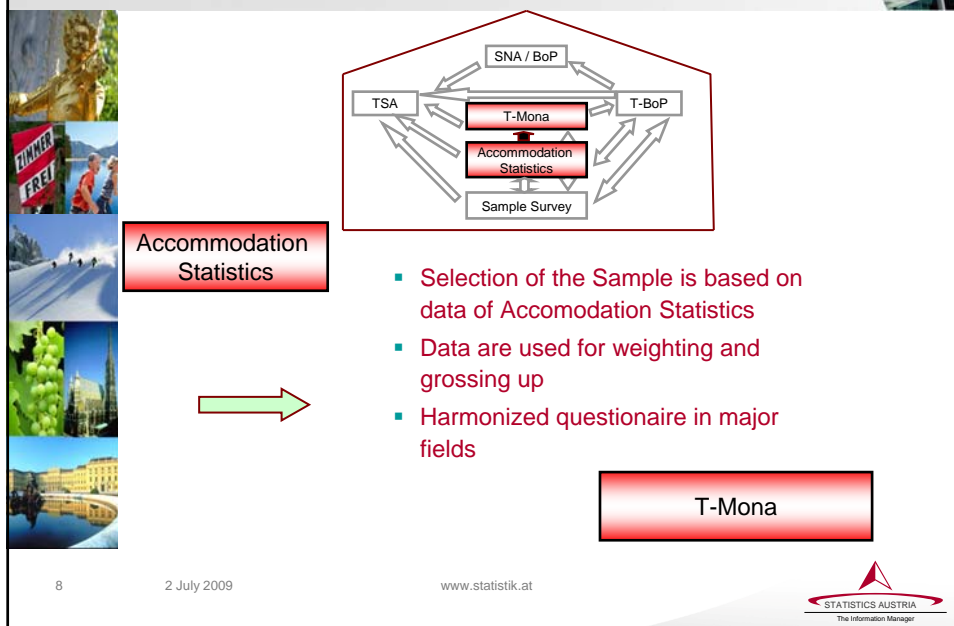 SNA / BoP
TSA
T-BoP
T-Mona
Accommodation
Statistics
Sample Survey
ZIMMER
FREI
Accommodation
Statistics
Selection of the Sample is based on
data of Accomodation Statistics
Data are used for weighting and
grossing up
Harmonized questionaire in major
fields
T-Mona
8
2 July 2009
www.statistik.at
STATISTICS AUSTRIA
The Information Manager